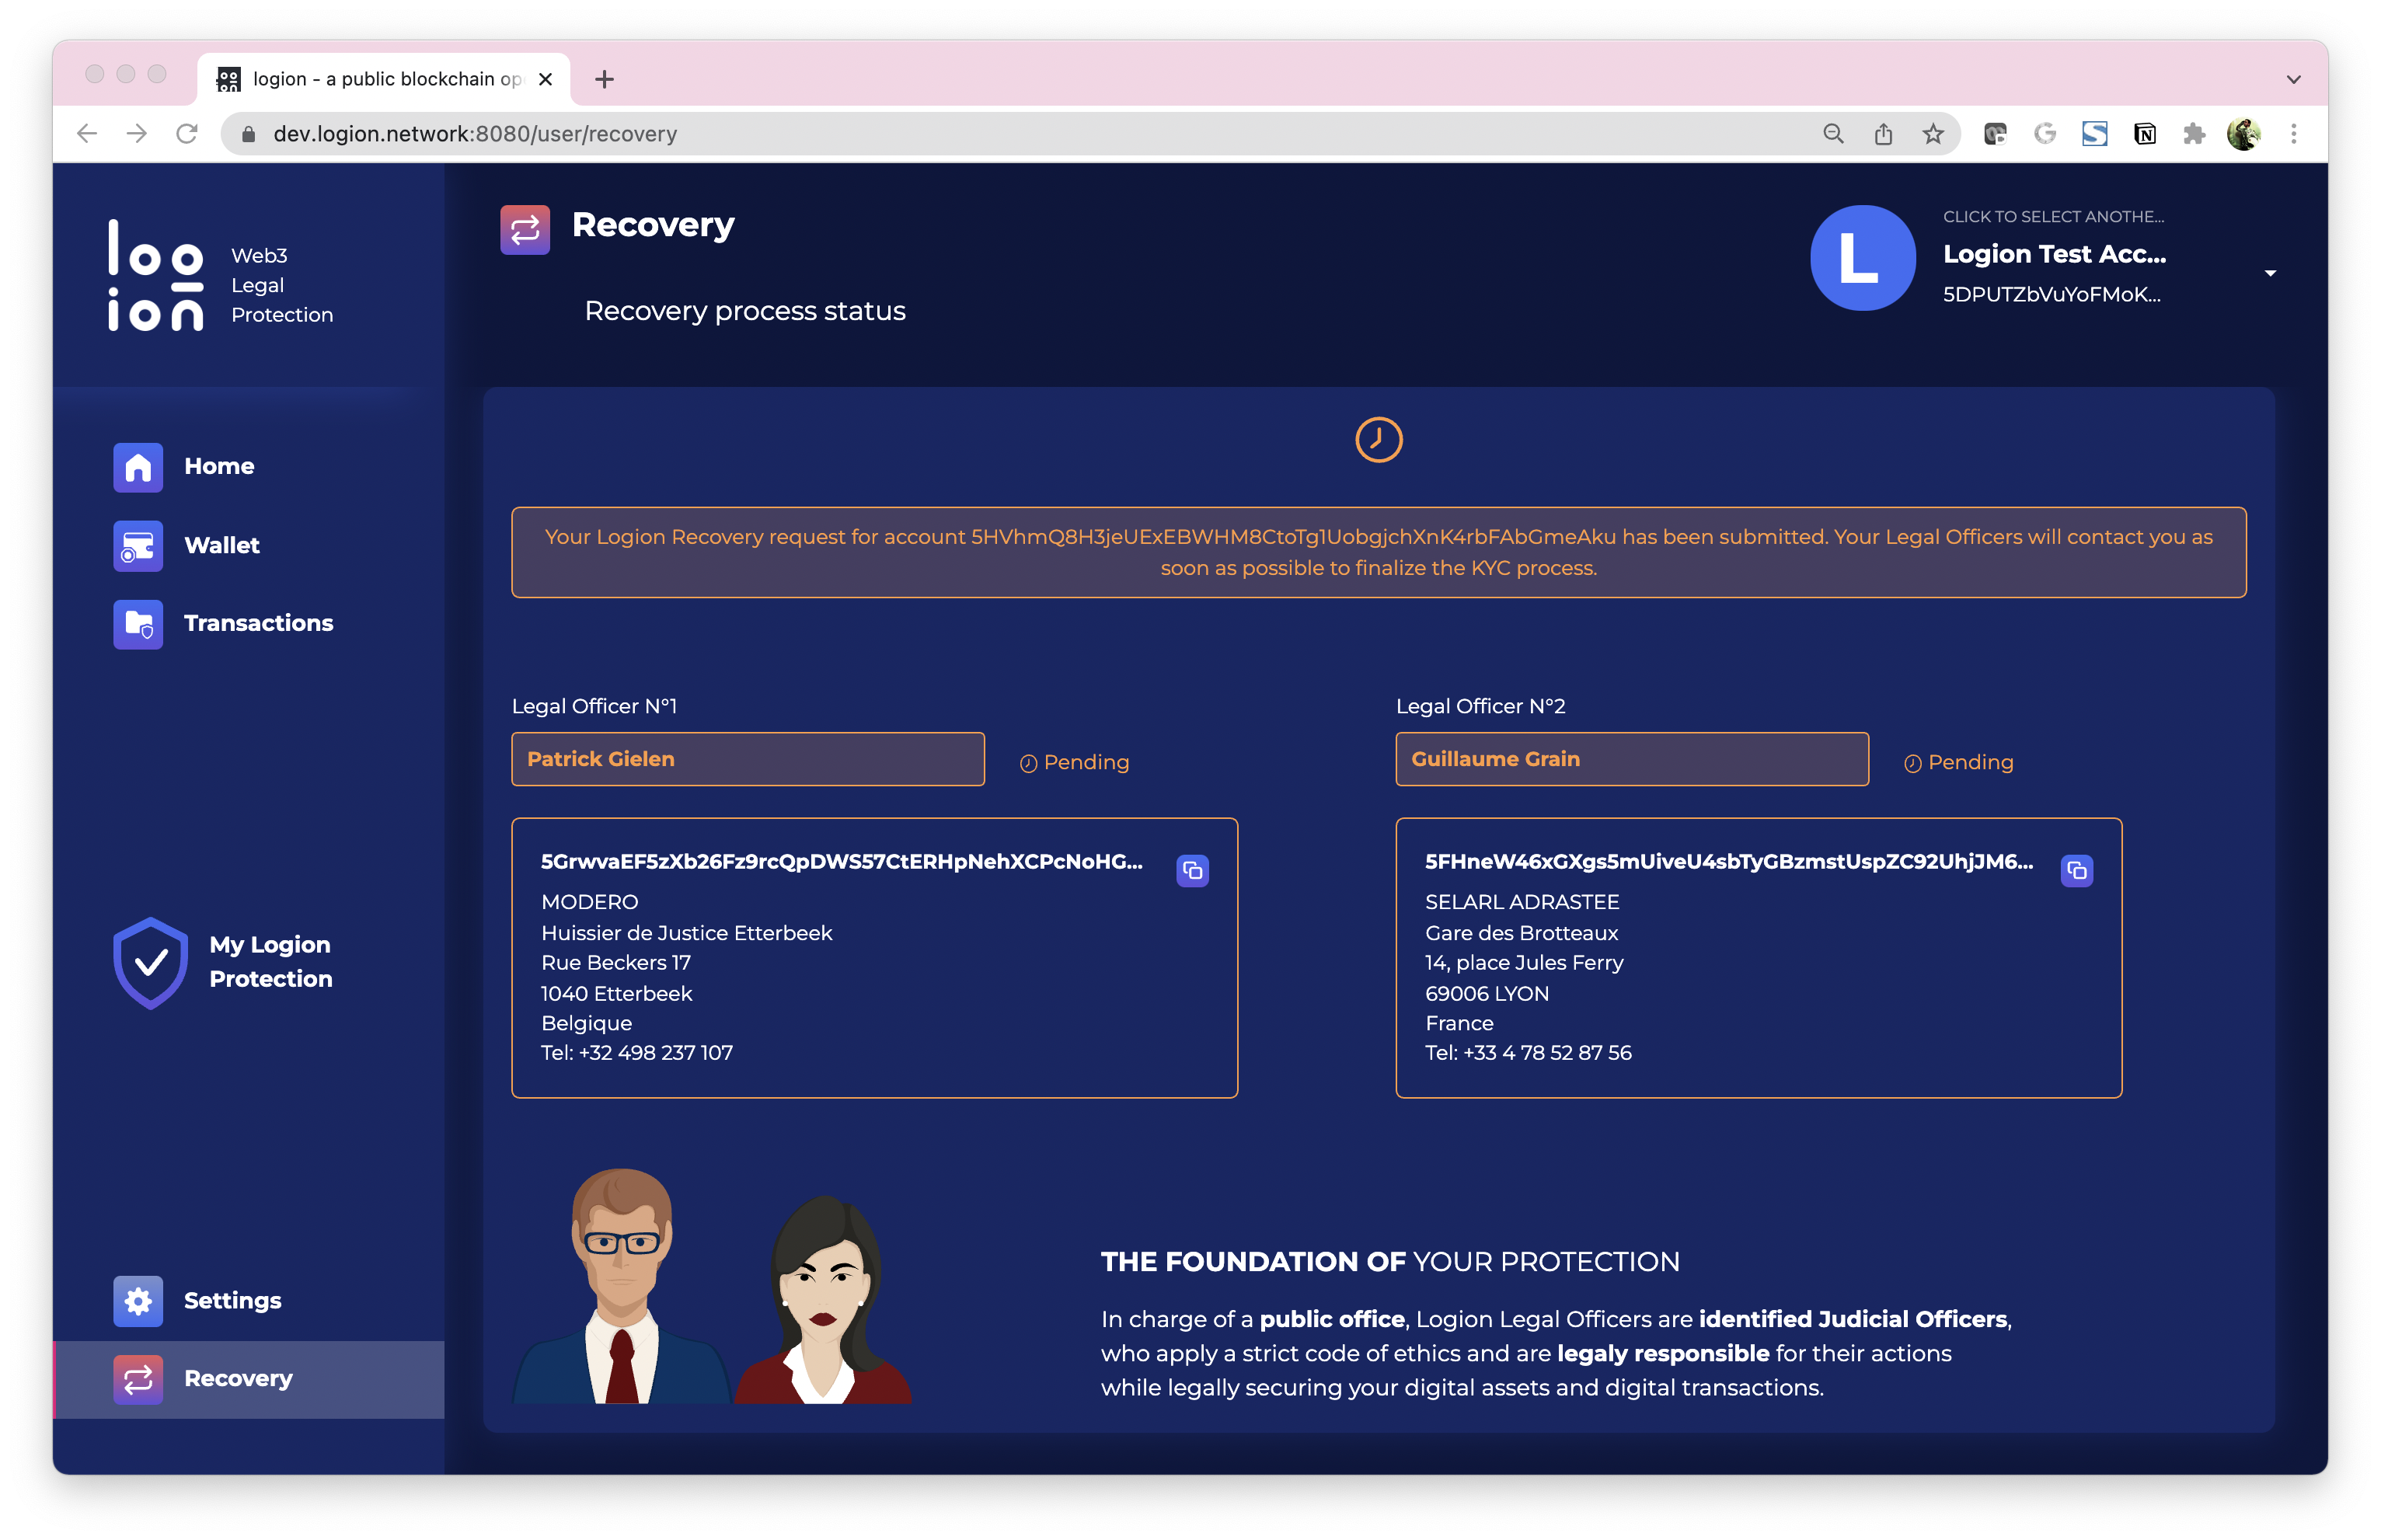 logion - a public blockchain op
dev.logion.network:8080/user/recovery
logion
Web3
Legal
Protection
Recovery
Recovery process status
L
CLICK TO SELECT ANOTHE...
Logion Test Acc...
5DPUTZbVuYoFMoK...
Home
Wallet
Transactions
My Logion
Protection
Settings
Recovery
Your Logion Recovery request for account 5HVhmQ8H3jeUExEBWHM8CtoTg1UobgjchXnK4rbFAbGmeAku has been submitted. Your Legal Officers will contact you as
soon as possible to finalize the KYC process.
Legal Officer N°1
Patrick Gielen
Pending
5GrwvaEF5zXb26Fz9rcQpDWS57CtERHpNehXCPcNoHG...
MODERO
Huissier de Justice Etterbeek
Rue Beckers 17
1040 Etterbeek
Belgique
Tel: +32 498 237 107
Legal Officer N°2
Guillaume Grain
Pending
5FHneW46xGXgs5mUiveU4sbTyGBzmstUspZC92UhjJM6...
SELARL ADRASTEE
Gare des Brotteaux
14, place Jules Ferry
69006 LYON
France
Tel: +33 4 78 52 87 56
THE FOUNDATION OF YOUR PROTECTION
In charge of a public office, Logion Legal Officers are identified Judicial Officers,
who apply a strict code of ethics and are legaly responsible for their actions
while legally securing your digital assets and digital transactions.